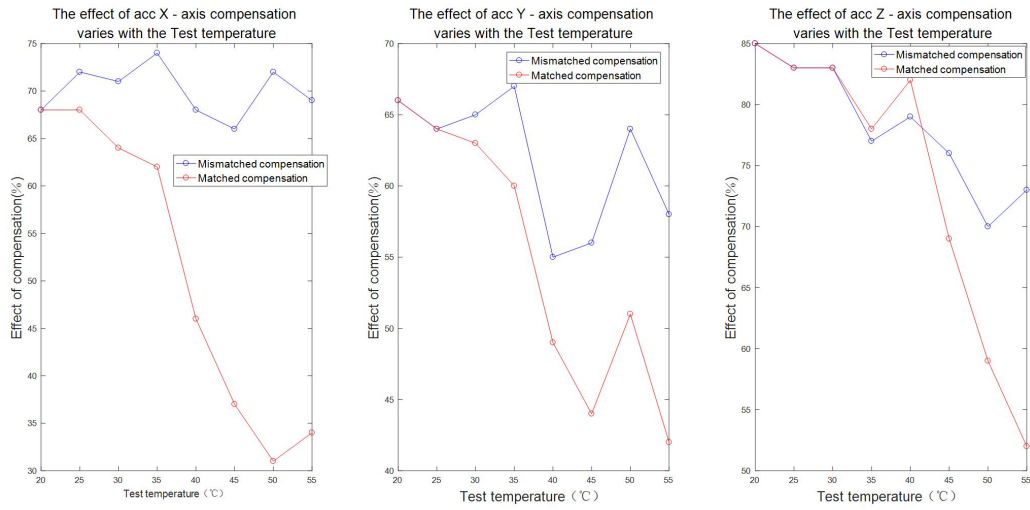 The effect of acc X - axis compensation
varies with the Test temperature
75
70
65
60
55
50
45
40
35
30
Effect of compensation(%)
Mismatched compensation
Matched compensation
20 25 30 35 40 45 50 55
Test temperature（℃）
The effect of acc Y - axis compensation
varies with the Test temperature
70
65
60
55
50
45
40
Effect of compensation(%)
Mismatched compensation
Matched compensation
20 25 30 35 40 45 50 55
Test temperature（℃）
The effect of acc Z - axis compensation
varies with the Test temperature
85
80
75
70
65
60
55
50
Effect of compensation(%)
Mismatched compensation
Matched compensation
20 25 30 35 40 45 50 55
Test temperature（℃）